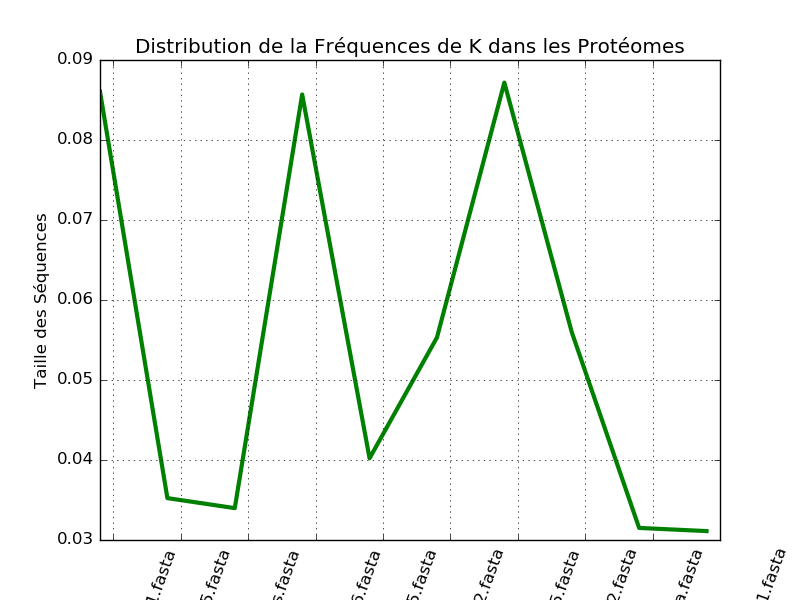 Distribution de la Fréquences de K dans les Protéomes
Taille des Séquences
0.09
0.08
0.07
0.06
0.05
0.04
0.03
1.fasta
5.fasta
s.fasta
6.fasta
5.fasta
2.fasta
6.fasta
2.fasta
a.fasta
1.fasta